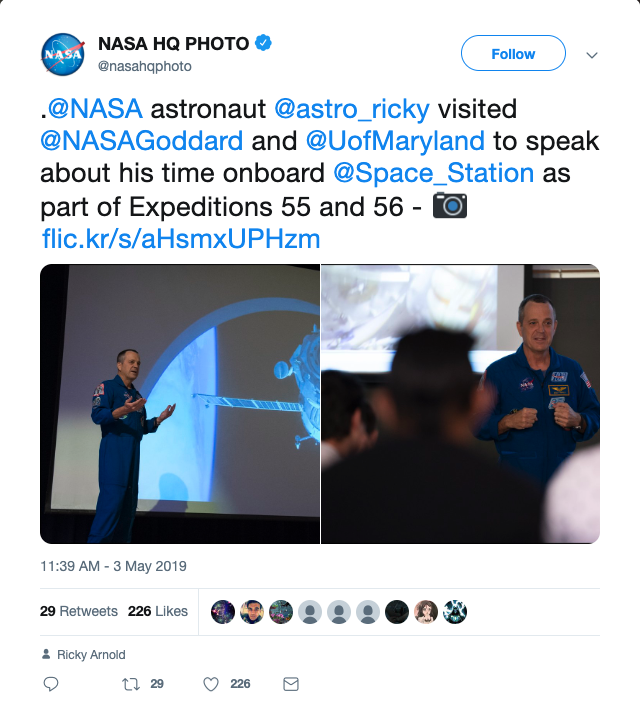 NASA
NASA HQ PHOTO
@nasahqphoto
Follow
.@NASA astronaut @astro_ricky visited
@NASAGoddard and @UofMaryland to speak
about his time onboard @Space_Station as
part of Expeditions 55 and 56 -
flic.kr/s/aHsmxUPHzm
NASA
11:39 AM - 3 May 2019
29 Retweets 226 Likes
Ricky Arnold
29
226